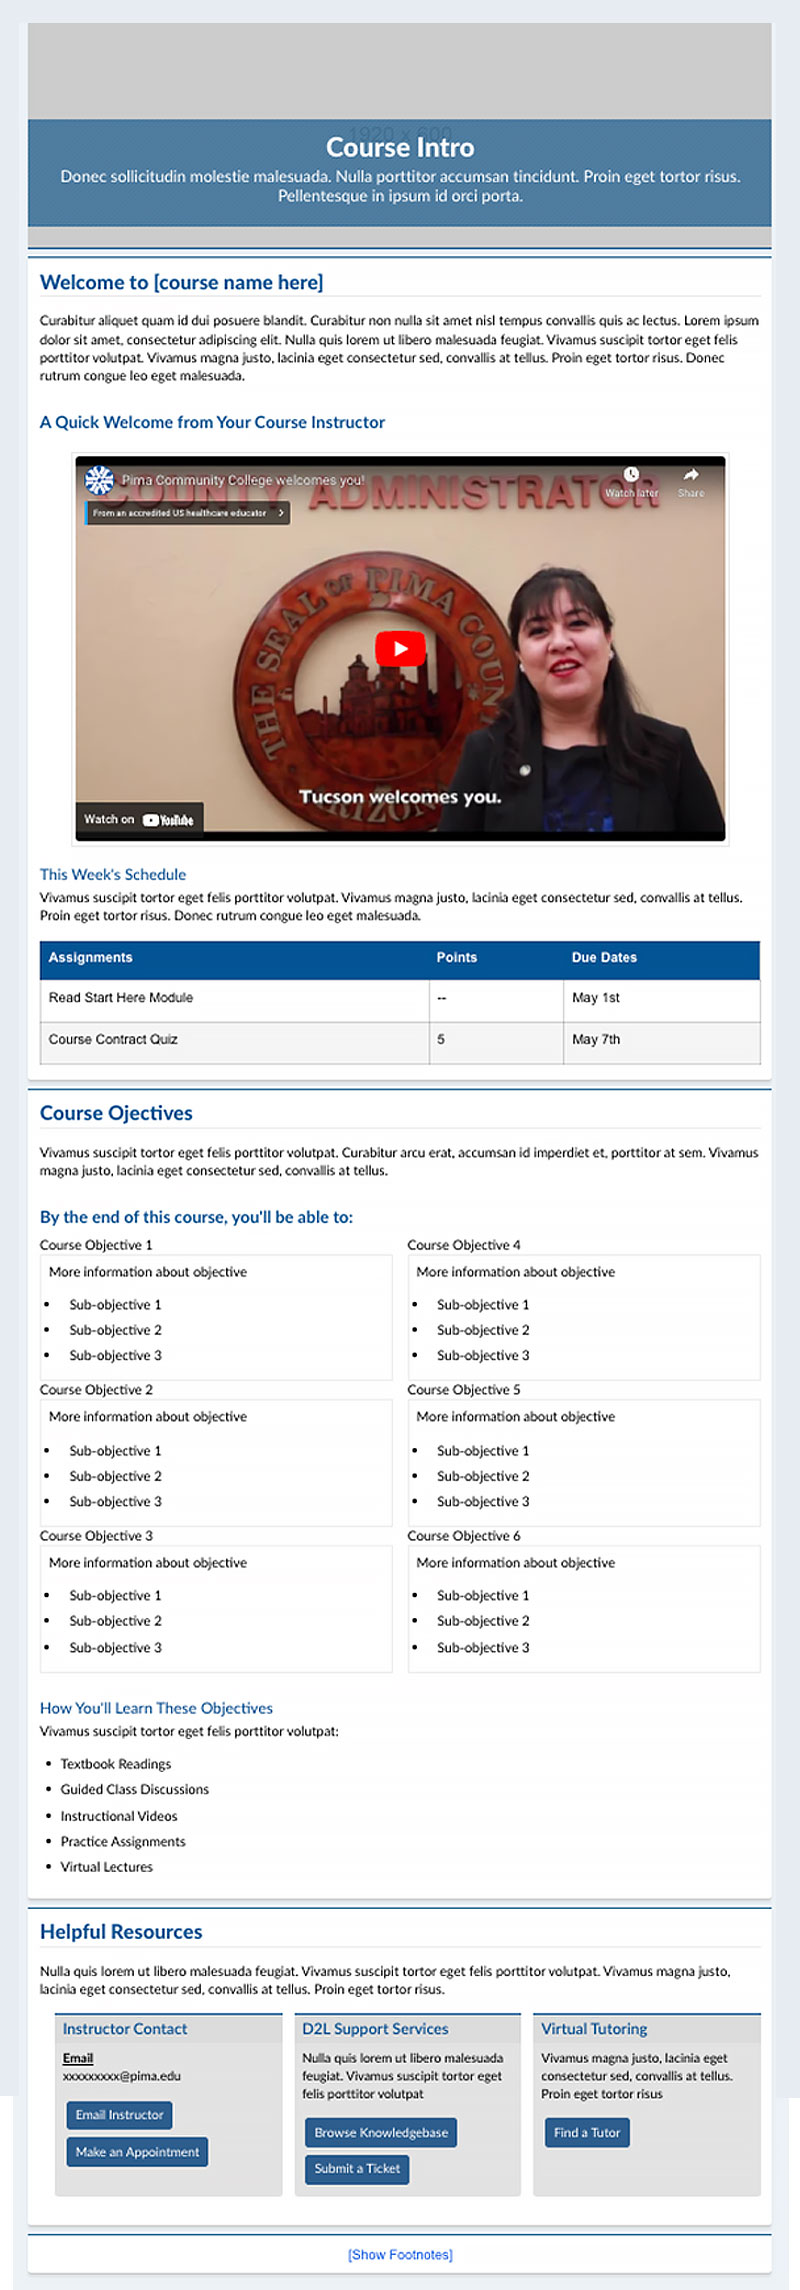 1920 x 600
Course Intro
Donec sollicitudin molestie malesuada. Nulla porttitor accumsan tincidunt. Proin eget tortor risus.
Pellentesque in ipsum id orci porta.
Welcome to [course name here]
Curabitur aliquet quam id dui posuere blandit. Curabitur non nulla sit amet nisl tempus convallis quis ac lectus. Lorem ipsum
dolor sit amet, consectetur adipiscing elit. Nulla quis lorem ut libero malesuada feugiat. Vivamus suscipit tortor eget felis
porttitor volutpat. Vivamus magna justo, lacinia eget consectetur sed, convallis at tellus. Proin eget tortor risus. Donec
rutrum congue leo eget malesuada.
A Quick Welcome from Your Course Instructor
Pima Community College welcomes you!
Watch later
Share
COUNTY ADMINISTRATOR
From an accredited US healthcare educator
THE SEAL OF PIMA COUN
ARIZON
Tucson welcomes you.
Watch on YouTube
This Week's Schedule
Vivamus suscipit tortor eget felis porttitor volutpat. Vivamus magna justo, lacinia eget consectetur sed, convallis at tellus.
Proin eget tortor risus. Donec rutrum congue leo eget malesuada.
Assignments Points Due Dates
Read Start Here Module -- May 1st
Course Contract Quiz 5 May 7th
Course Ojectives
Vivamus suscipit tortor eget felis porttitor volutpat. Curabitur arcu erat, accumsan id imperdiet et, porttitor at sem. Vivamus
magna justo, lacinia eget consectetur sed, convallis at tellus.
By the end of this course, you'll be able to:
Course Objective 1
More information about objective
• Sub-objective 1
• Sub-objective 2
• Sub-objective 3
Course Objective 2
More information about objective
• Sub-objective 1
• Sub-objective 2
• Sub-objective 3
Course Objective 3
More information about objective
• Sub-objective 1
• Sub-objective 2
• Sub-objective 3
Course Objective 4
More information about objective
• Sub-objective 1
• Sub-objective 2
• Sub-objective 3
Course Objective 5
More information about objective
• Sub-objective 1
• Sub-objective 2
• Sub-objective 3
Course Objective 6
More information about objective
• Sub-objective 1
• Sub-objective 2
• Sub-objective 3
How You'll Learn These Objectives
Vivamus suscipit tortor eget felis porttitor volutpat:
• Textbook Readings
• Guided Class Discussions
• Instructional Videos
• Practice Assignments
• Virtual Lectures
Helpful Resources
Nulla quis lorem ut libero malesuada feugiat. Vivamus suscipit tortor eget felis porttitor volutpat. Vivamus magna justo,
lacinia eget consectetur sed, convallis at tellus. Proin eget tortor risus.
Instructor Contact
Email
xxxxxxxxx@pima.edu
Email Instructor
Make an Appointment
D2L Support Services
Nulla quis lorem ut libero malesuada
feugiat. Vivamus suscipit tortor eget
felis porttitor volutpat
Browse Knowledgebase
Submit a Ticket
Virtual Tutoring
Vivamus magna justo, lacinia eget
consectetur sed, convallis at tellus.
Proin eget tortor risus
Find a Tutor
[Show Footnotes]